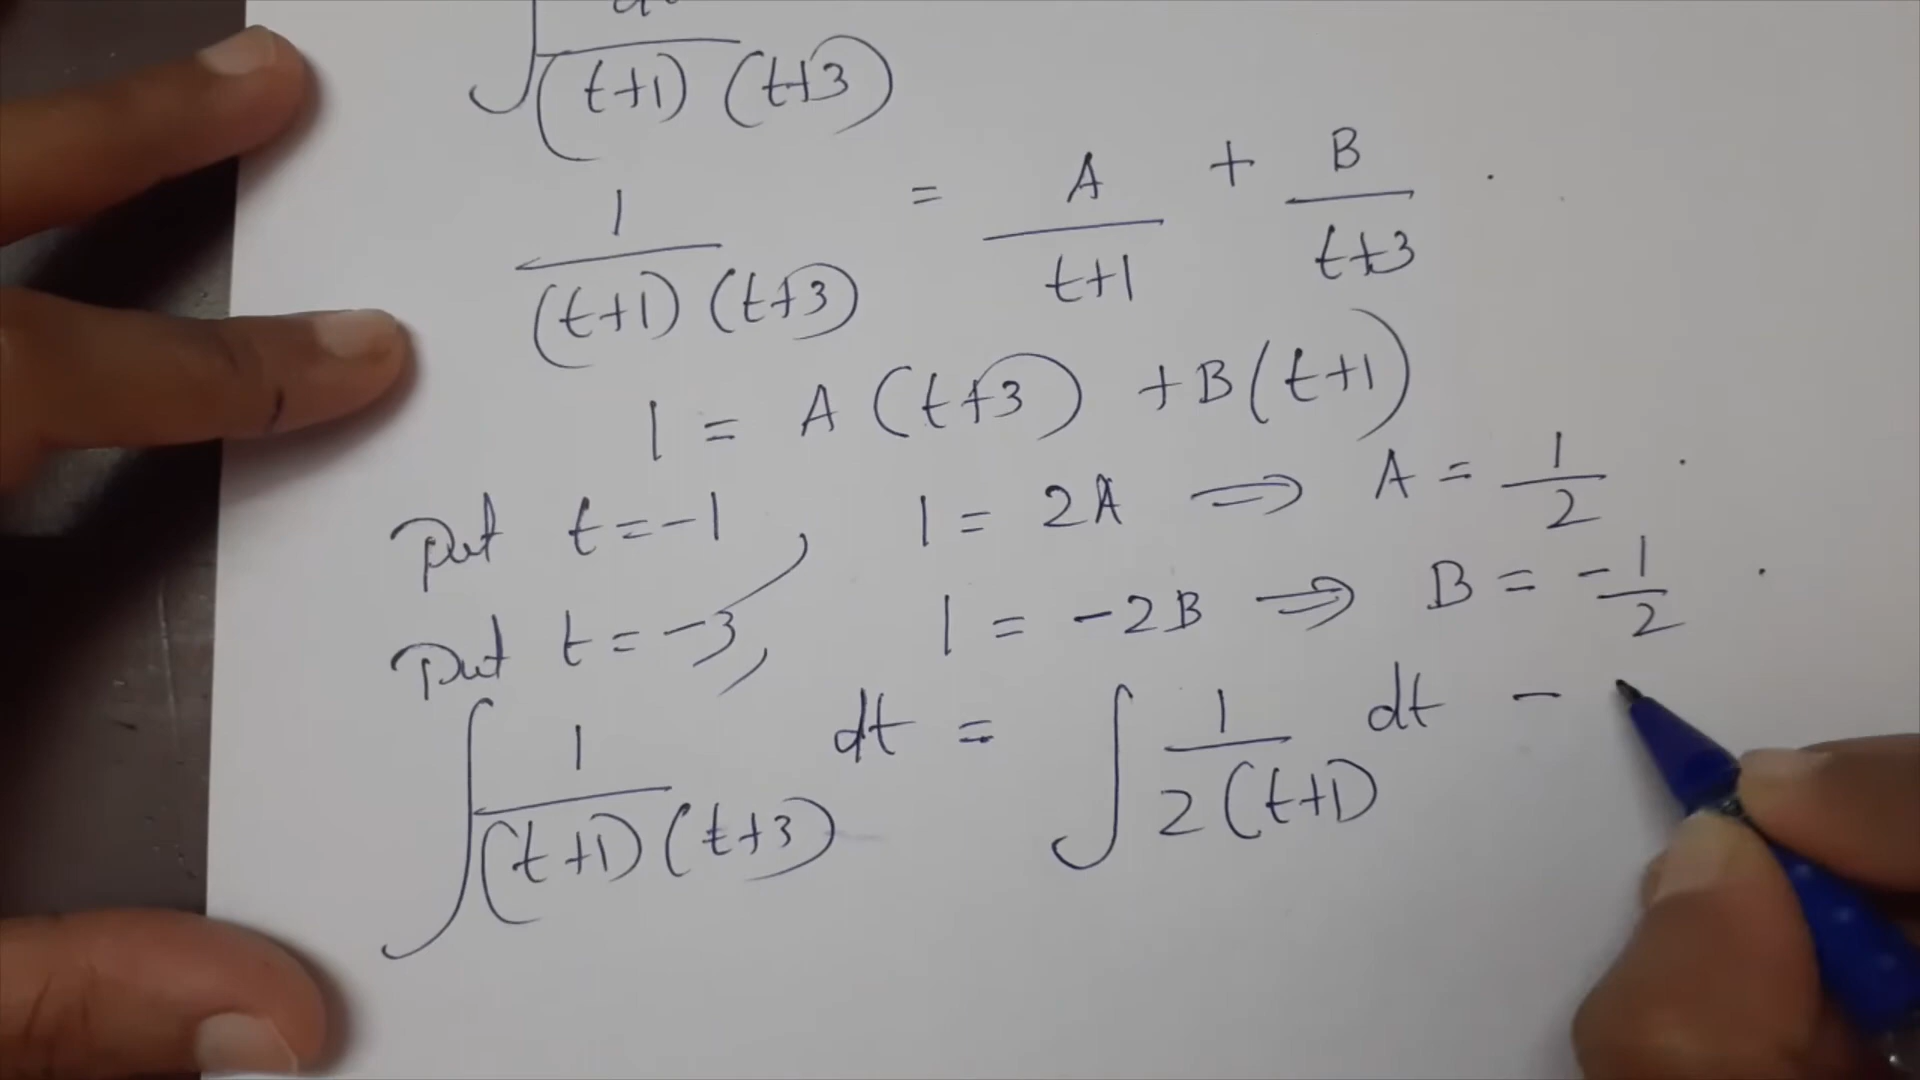 ∫ / (t+1) (t+3)
1 / (t+1) (t+3) = A / t+1 + B / t+3 .
1 = A (t+3) + B (t+1)
Put t = -1, 1 = 2A ⇒ A = 1/2 .
Put t = -3, 1 = -2B ⇒ B = -1/2 .
∫ 1 / (t+1) (t+3) dt = ∫ 1 / 2 (t+1) dt -